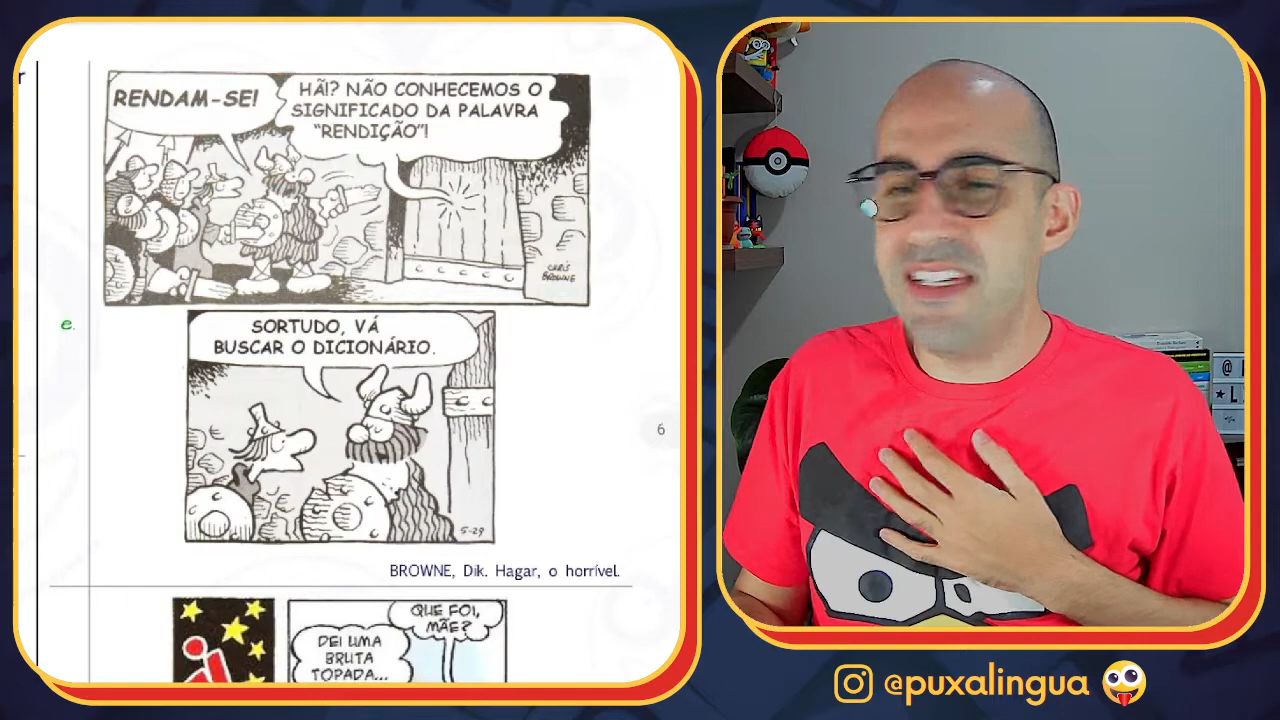 RENDAM-SE!
HÃ!? NÃO CONHECEMOS O
SIGNIFICADO DA PALAVRA
"RENDIÇÃO"!
CHRIS
BROWNE
e.
SORTUDO, VÁ
BUSCAR O DICIONÁRIO.
6
5-29
BROWNE, Dik. Hagar, o horrível.
QUE FOI,
MÃE?
DEI UMA
BRUTA
TOPADA...
@puxalingua